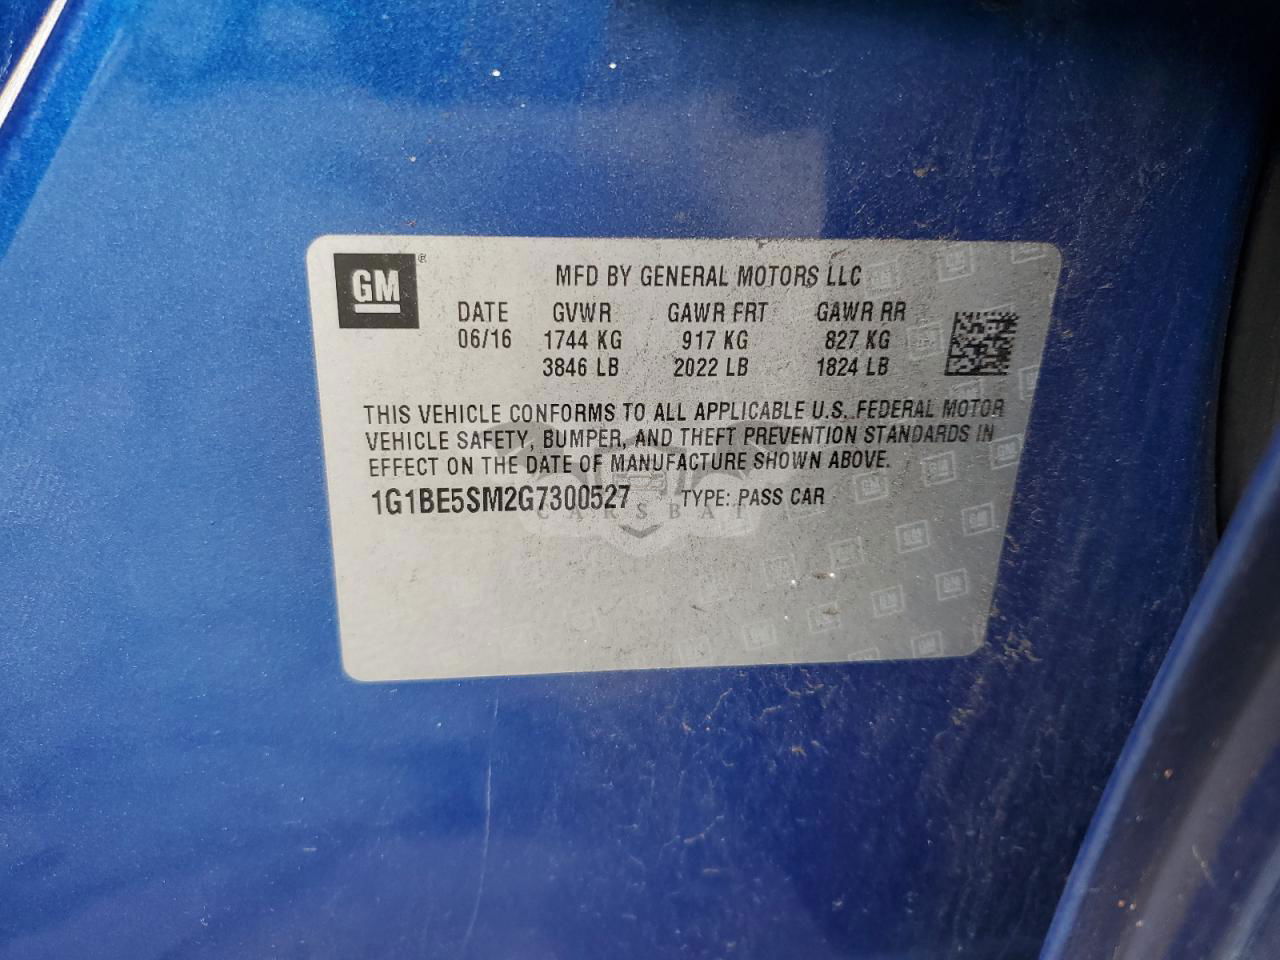 GM ®
MFD BY GENERAL MOTORS LLC
DATE GVWR GAWR FRT GAWR RR
06/16 1744 KG 917 KG 827 KG
3846 LB 2022 LB 1824 LB
THIS VEHICLE CONFORMS TO ALL APPLICABLE U.S. FEDERAL MOTOR
VEHICLE SAFETY, BUMPER, AND THEFT PREVENTION STANDARDS IN
EFFECT ON THE DATE OF MANUFACTURE SHOWN ABOVE.
1G1BE5SM2G7300527 TYPE: PASS CAR